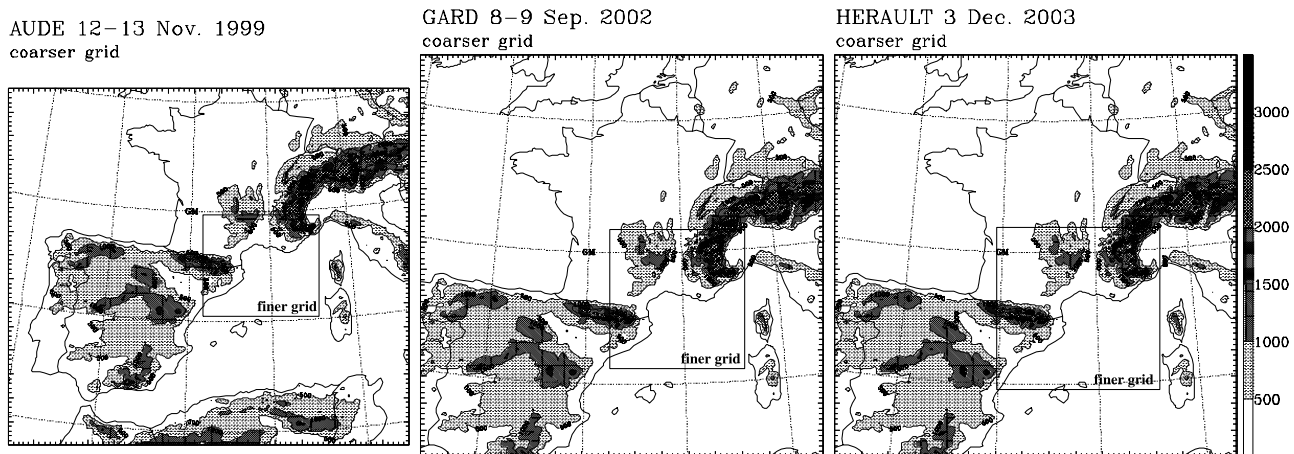 AUDE 12-13 Nov. 1999
coarser grid
GM
finer grid
GARD 8-9 Sep. 2002
coarser grid
GM
finer grid
HERAULT 3 Dec. 2003
coarser grid
GM
finer grid
3000
2500
2000
1500
1000
500